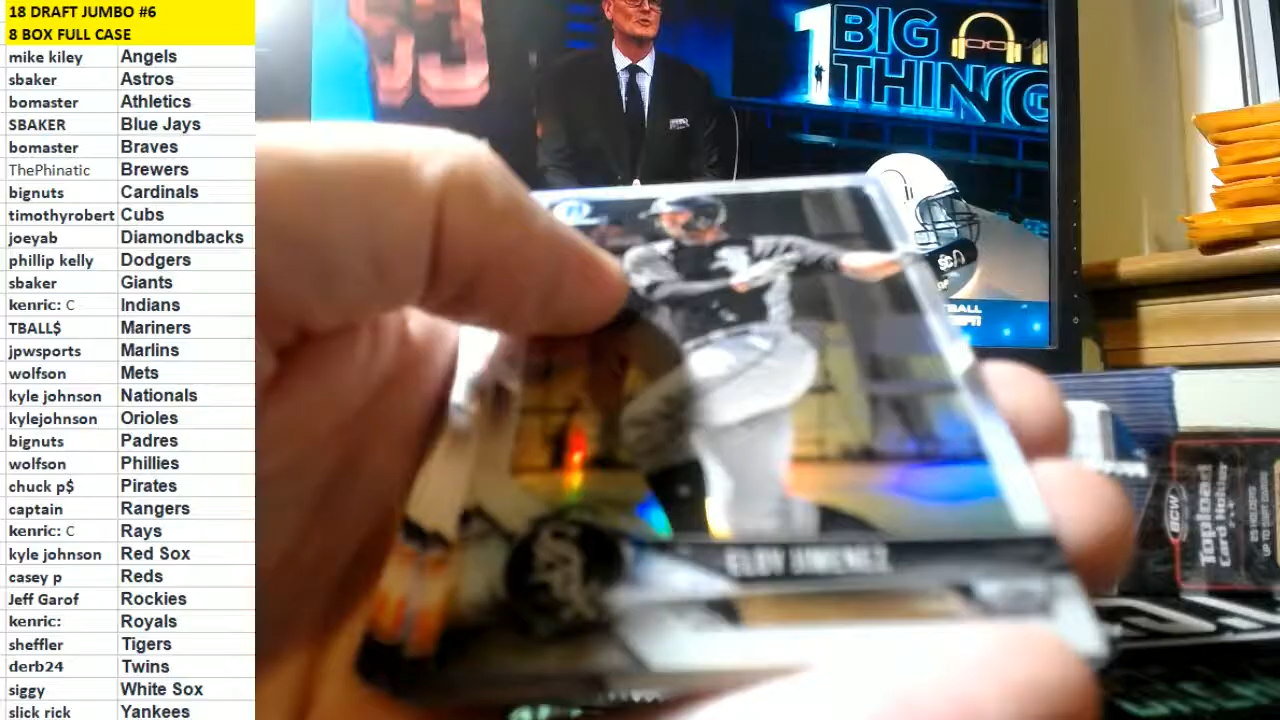 18 DRAFT JUMBO #6
8 BOX FULL CASE
mike kiley Angels
sbaker Astros
bomaster Athletics
SBAKER Blue Jays
bomaster Braves
ThePhinatic Brewers
bignuts Cardinals
timothyrobert Cubs
joeyab Diamondbacks
phillip kelly Dodgers
sbaker Giants
kenric: C Indians
TBALL$ Mariners
jpwsports Marlins
wolfson Mets
kyle johnson Nationals
kylejohnson Orioles
bignuts Padres
wolfson Phillies
chuck p$ Pirates
captain Rangers
kenric: C Rays
kyle johnson Red Sox
casey p Reds
Jeff Garof Rockies
kenric: Royals
sheffler Tigers
derb24 Twins
siggy White Sox
slick rick Yankees
1 BIG
THING
SC
ELOY JIMENEZ
BCW
Topload
Card Holder